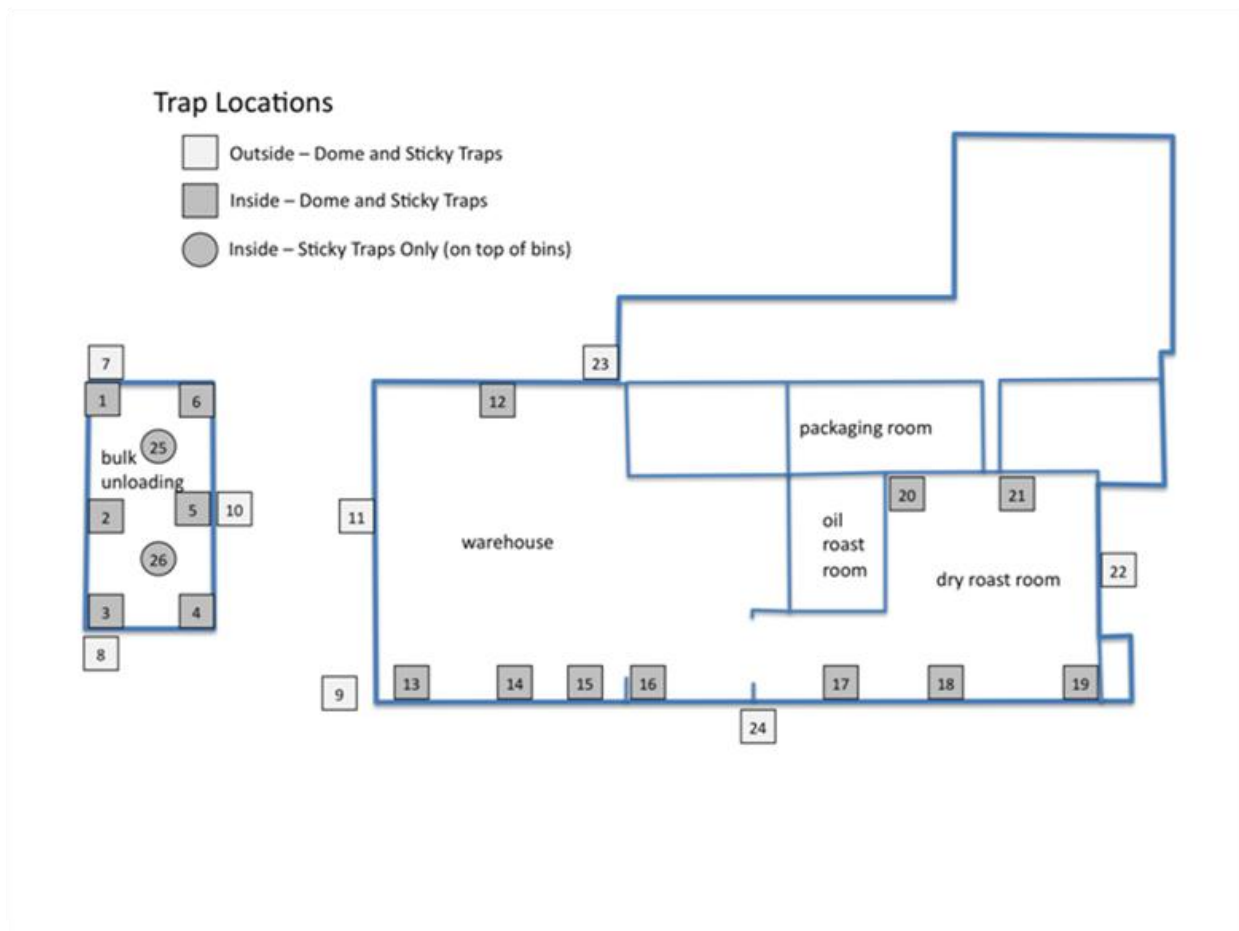 Trap Locations
Outside – Dome and Sticky Traps
Inside – Dome and Sticky Traps
Inside – Sticky Traps Only (on top of bins)
7
23
1
6
12
25
packaging room
bulk
unloading
2
5
10
11
20
21
oil
roast
room
warehouse
26
dry roast room
22
3
4
8
9
13
14
15
16
17
18
19
24